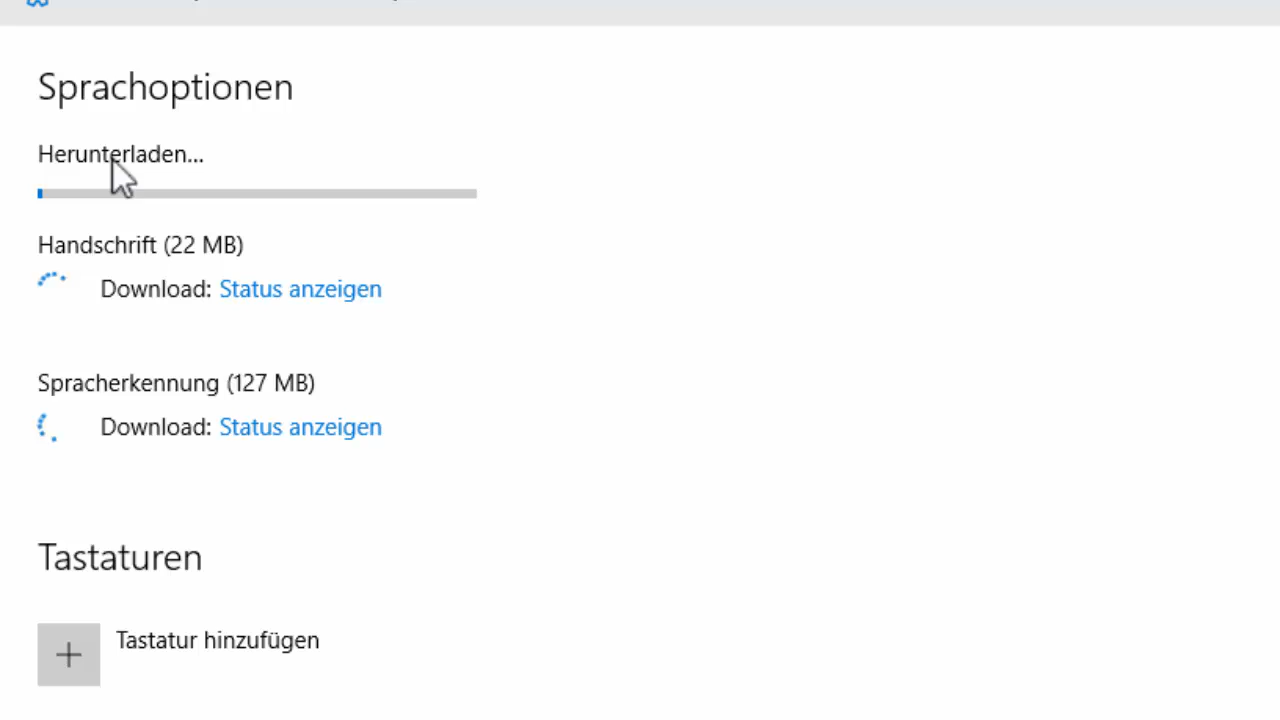 Sprachoptionen
Herunterladen...
Handschrift (22 MB)
Download: Status anzeigen
Spracherkennung (127 MB)
Download: Status anzeigen
Tastaturen
Tastatur hinzufügen